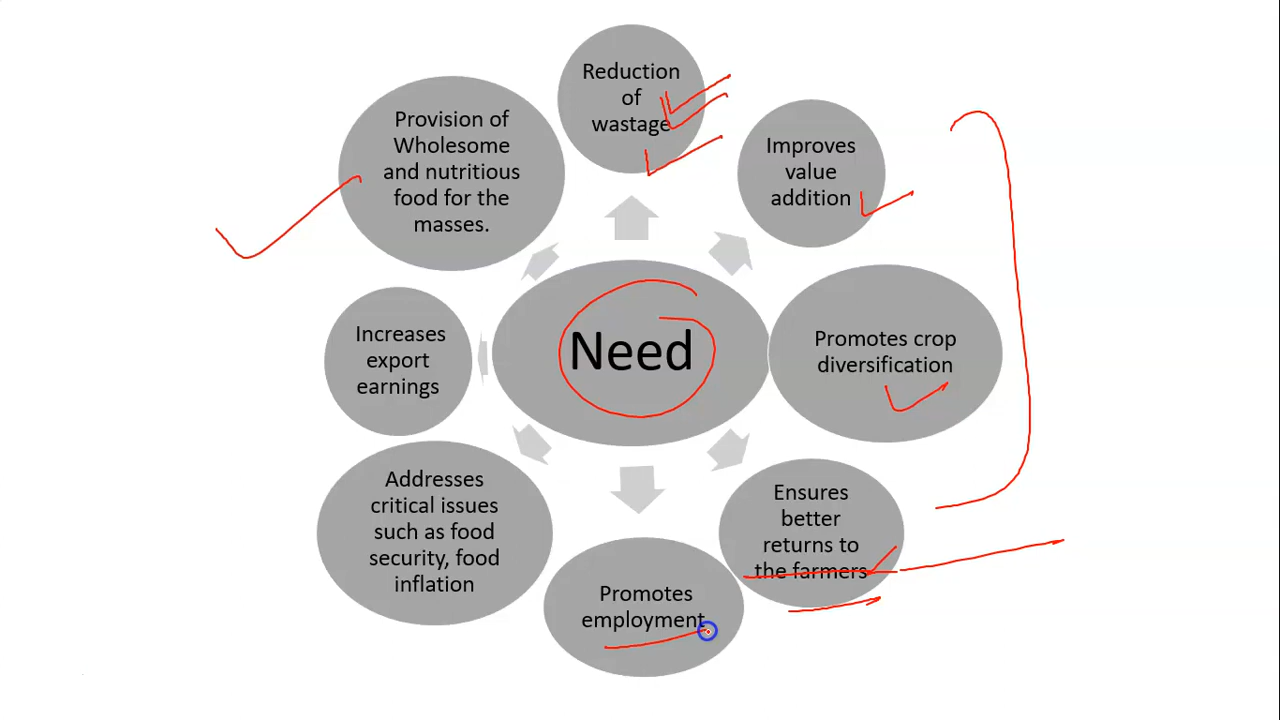 Reduction
of
wastage
Improves
value
addition
Promotes crop
diversification
Ensures
better
returns to
the farmers
Promotes
employment
Addresses
critical issues
such as food
security, food
inflation
Increases
export
earnings
Provision of
Wholesome
and nutritious
food for the
masses.
Need